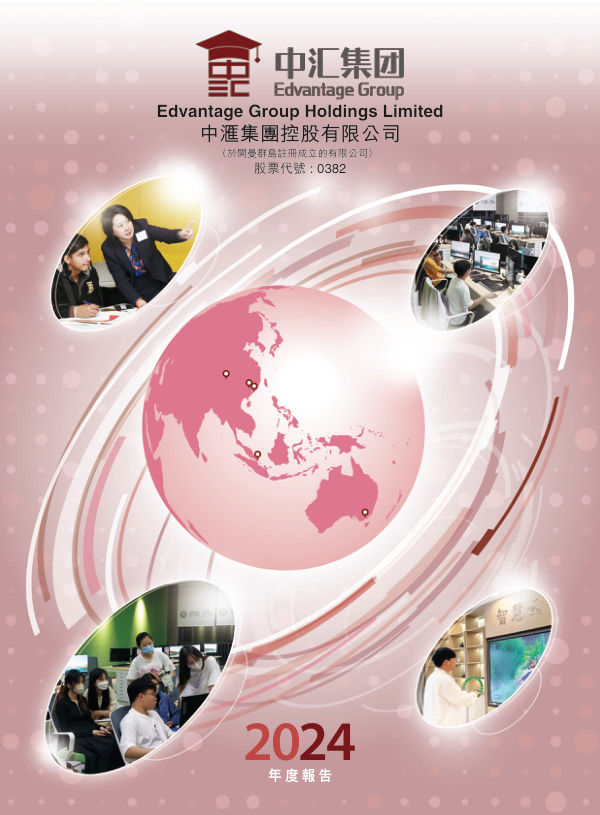 中汇集团
Edvantage Group
Edvantage Group Holdings Limited
中滙集團控股有限公司
（於開曼群島註冊成立的有限公司）
股票代號 : 0382
智慧
2024
年度報告